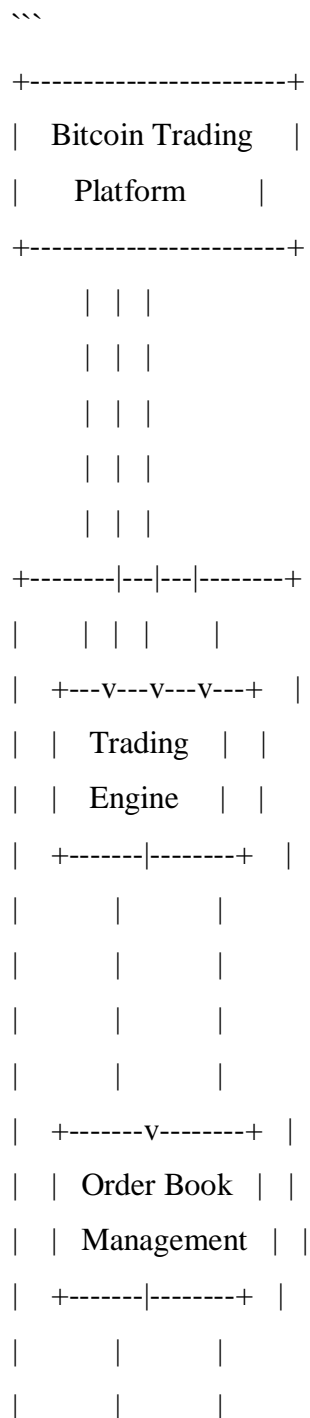 ```
+------------------------+
| Bitcoin Trading |
| Platform |
+------------------------+
| | |
| | |
| | |
| | |
| | |
+--------|---|---|--------+
| | | | |
| +---v---v---v---+ |
| | Trading | |
| | Engine | |
| +-------|--------+ |
| | |
| | |
| | |
| | |
| +-------v--------+ |
| | Order Book | |
| | Management | |
| +-------|--------+ |
| | |
| | |